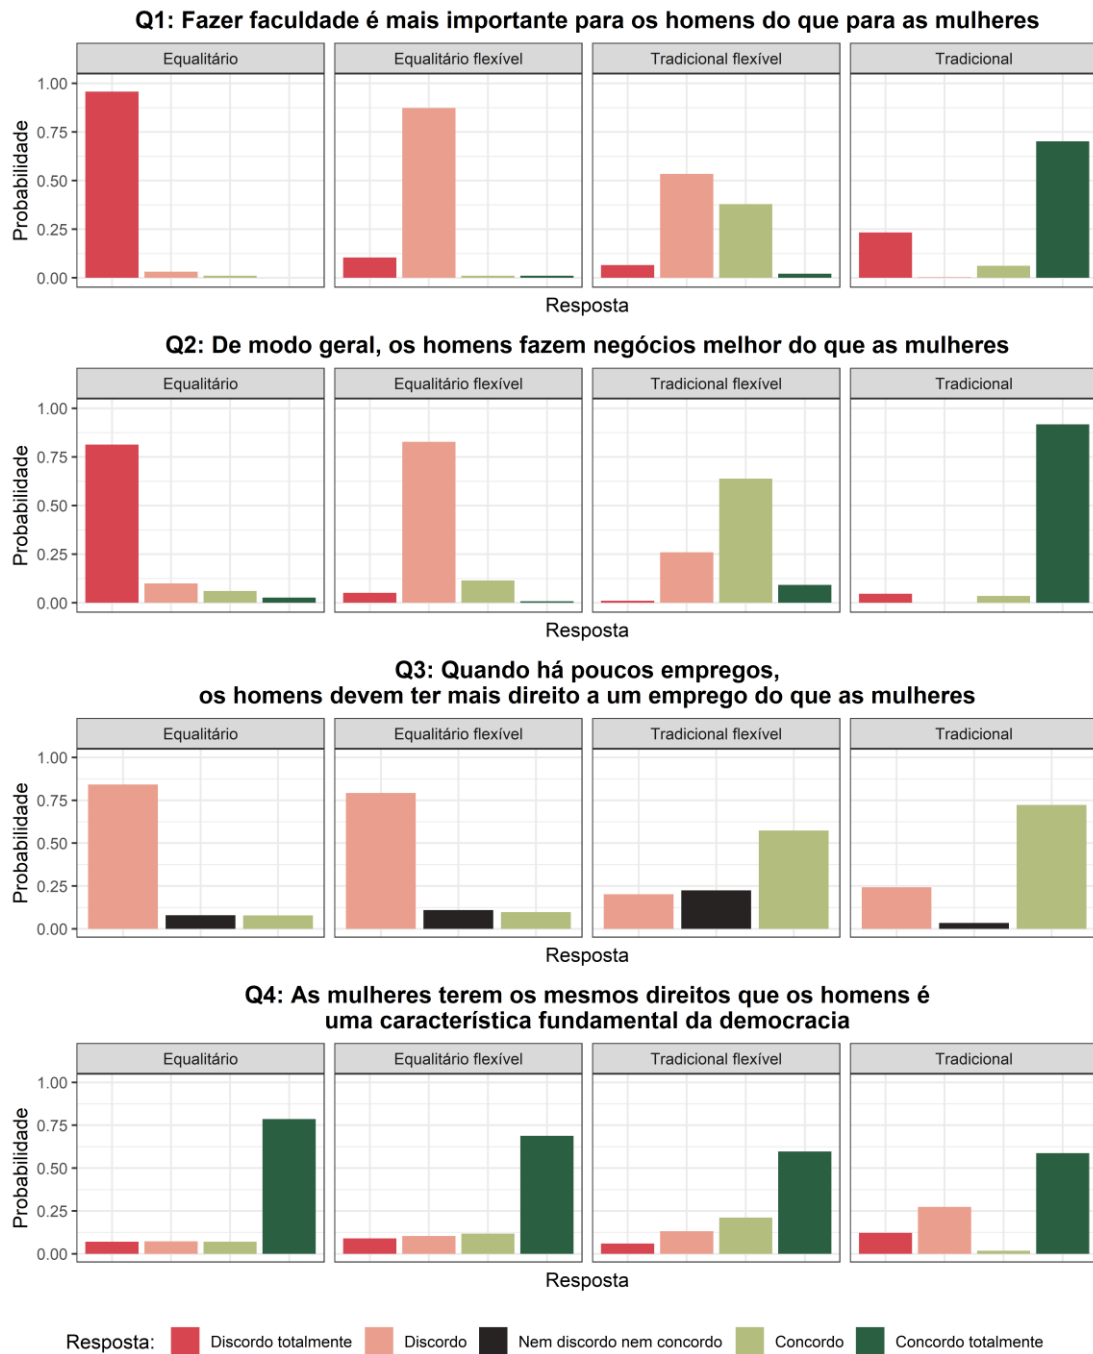 Q1: Fazer faculdade é mais importante para os homens do que para as mulheres
Equalitário
Equalitário flexível
Tradicional flexível
Tradicional
Probabilidade
1.00
0.75
0.50
0.25
0.00
Resposta
Q2: De modo geral, os homens fazem negócios melhor do que as mulheres
Equalitário
Equalitário flexível
Tradicional flexível
Tradicional
Probabilidade
1.00
0.75
0.50
0.25
0.00
Resposta
Q3: Quando há poucos empregos,
os homens devem ter mais direito a um emprego do que as mulheres
Equalitário
Equalitário flexível
Tradicional flexível
Tradicional
Probabilidade
1.00
0.75
0.50
0.25
0.00
Resposta
Q4: As mulheres terem os mesmos direitos que os homens é
uma característica fundamental da democracia
Equalitário
Equalitário flexível
Tradicional flexível
Tradicional
Probabilidade
1.00
0.75
0.50
0.25
0.00
Resposta
Resposta: Discordo totalmente Discordo Nem discordo nem concordo Concordo Concordo totalmente